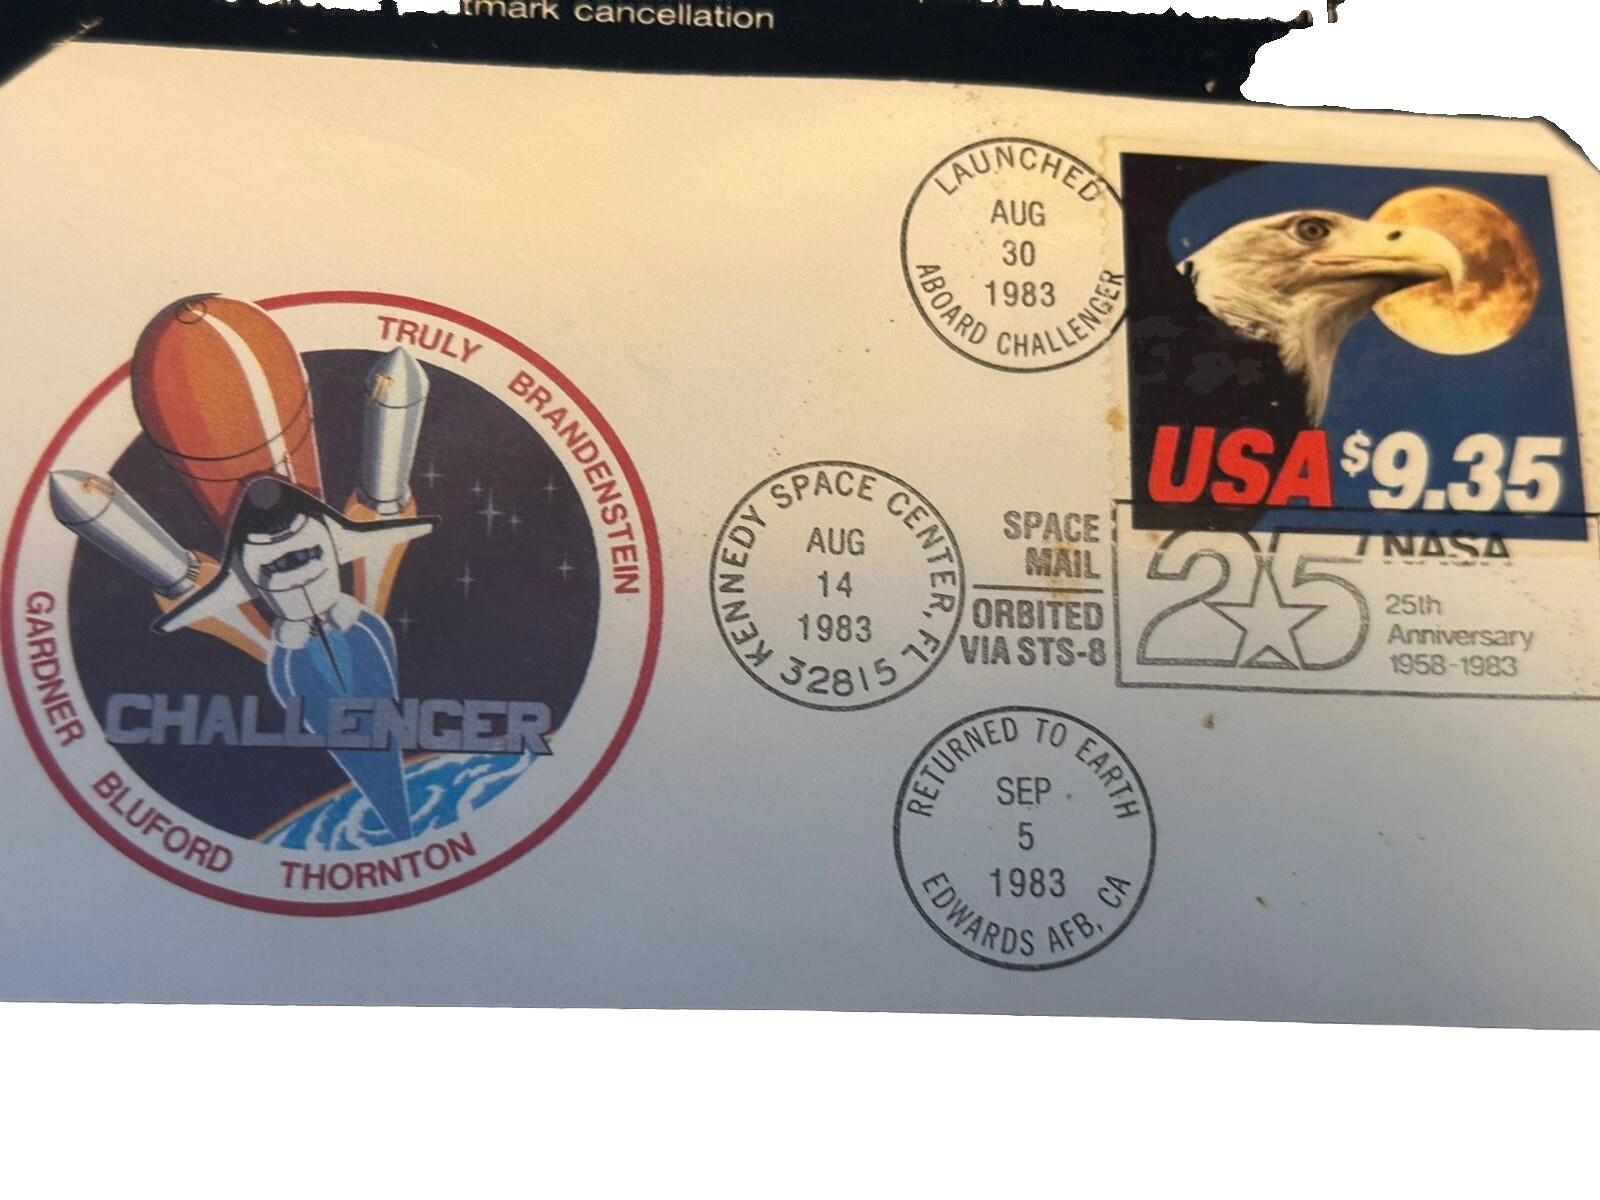 tmark cancellation
LAUNCHED
AUG
30
1983
ABOARD CHALLENGER
USA $9.35
TRULY
BRANDENSTEIN
GARDNER
BLUFORD
THORNTON
CHALLENGER
KENNEDY SPACE CENTER, FL
AUG
14
1983
32815
SPACE
MAIL
ORBITED
VIA STS-8
25
NASA
25th
Anniversary
1958-1983
RETURNED TO EARTH
SEP
5
1983
EDWARDS AFB, CA